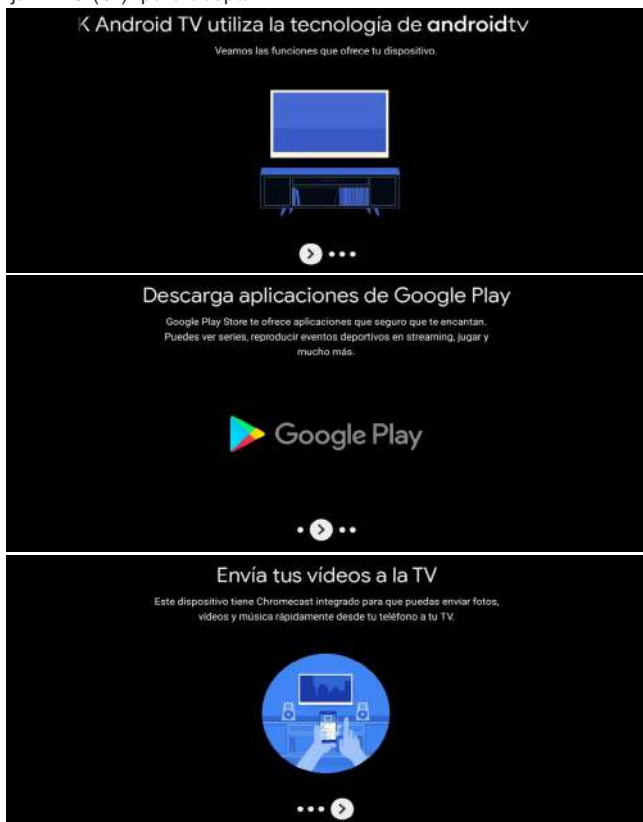 K Android TV utiliza la tecnología de androidtv
Veamos las funciones que ofrece tu dispositivo.
Descarga aplicaciones de Google Play
Google Play Store te ofrece aplicaciones que seguro que te encantan.
Puedes ver series, reproducir eventos deportivos en streaming, jugar y
mucho más.
Google Play
Envía tus vídeos a la TV
Este dispositivo tiene Chromecast integrado para que puedas enviar fotos,
vídeos y música rápidamente desde tu teléfono a tu TV.